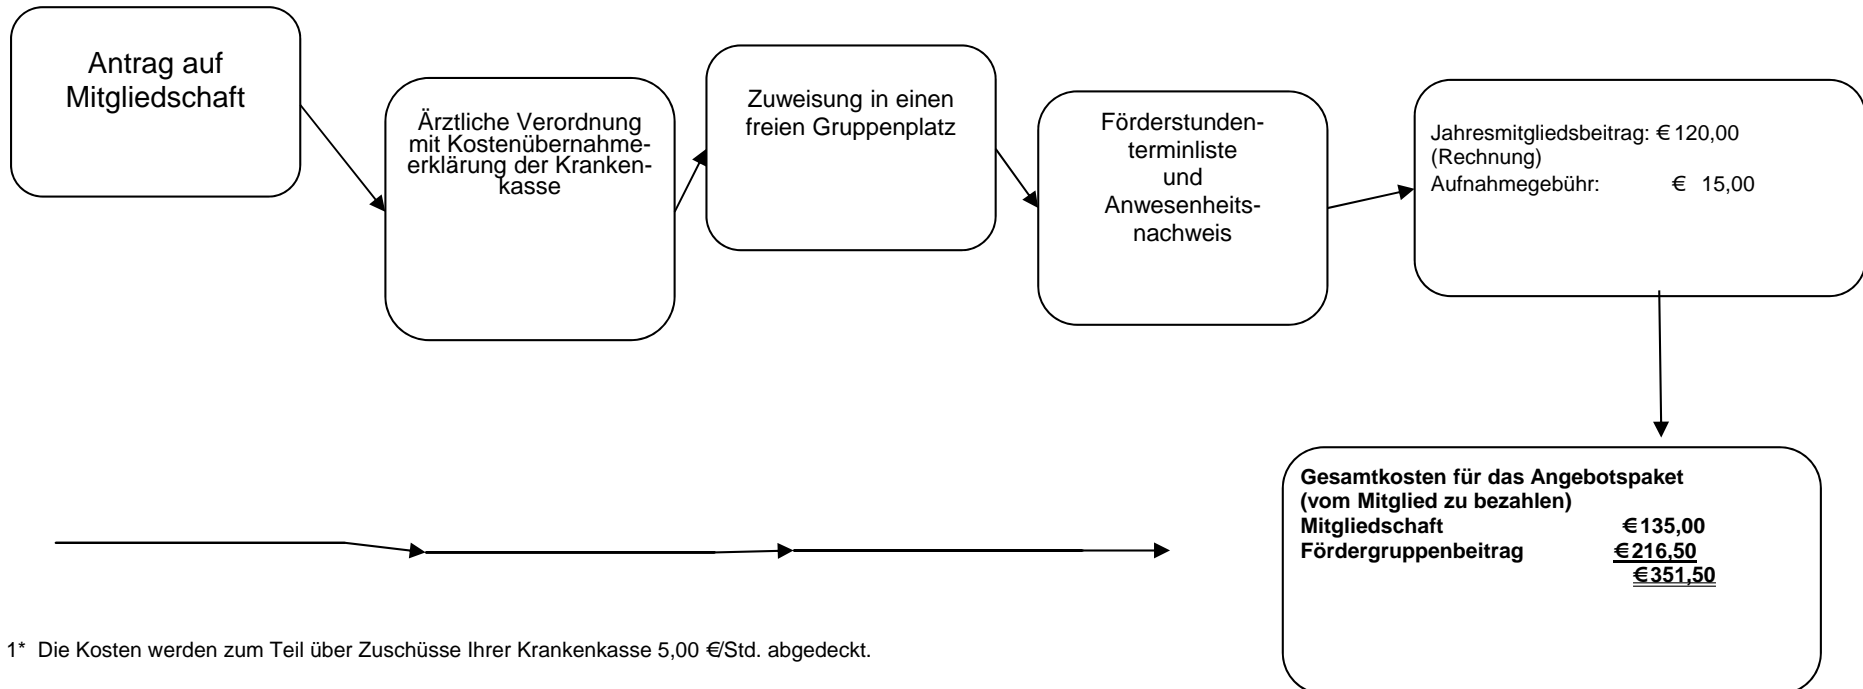 Antrag auf
Mitgliedschaft
Ärztliche Verordnung
mit Kostenübernahme-
erklärung der Kranken-
kasse
Zuweisung in einen
freien Gruppenplatz
Förderstunden-
terminliste
und
Anwesenheits-
nachweis
Jahresmitgliedsbeitrag: € 120,00
(Rechnung)
Aufnahmegebühr: € 15,00
Gesamtkosten für das Angebotspaket
(vom Mitglied zu bezahlen)
Mitgliedschaft € 135,00
Fördergruppenbeitrag € 216,50
€ 351,50
1* Die Kosten werden zum Teil über Zuschüsse Ihrer Krankenkasse 5,00 €/Std. abgedeckt.